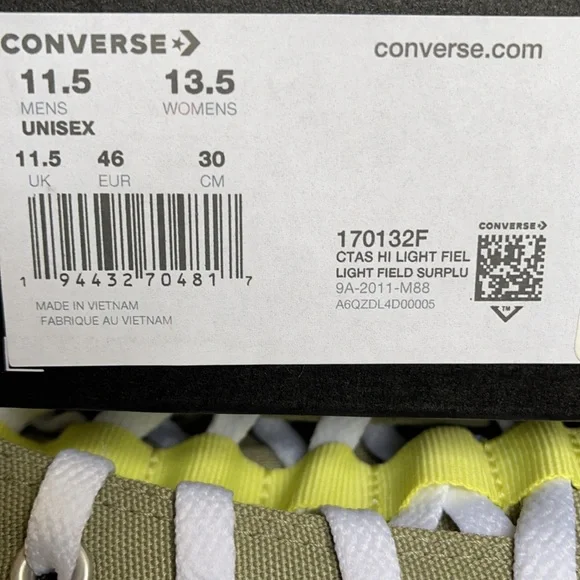 CONVERSE
converse.com
11.5 13.5
MENS WOMENS
UNISEX
11.5 46 30
UK EUR CM
1 94432 70481 7
MADE IN VIETNAM
FABRIQUE AU VIETNAM
CONVERSE
170132F
CTAS HI LIGHT FIEL
LIGHT FIELD SURPLU
9A-2011-M88
A6QZDL4D00005
TM